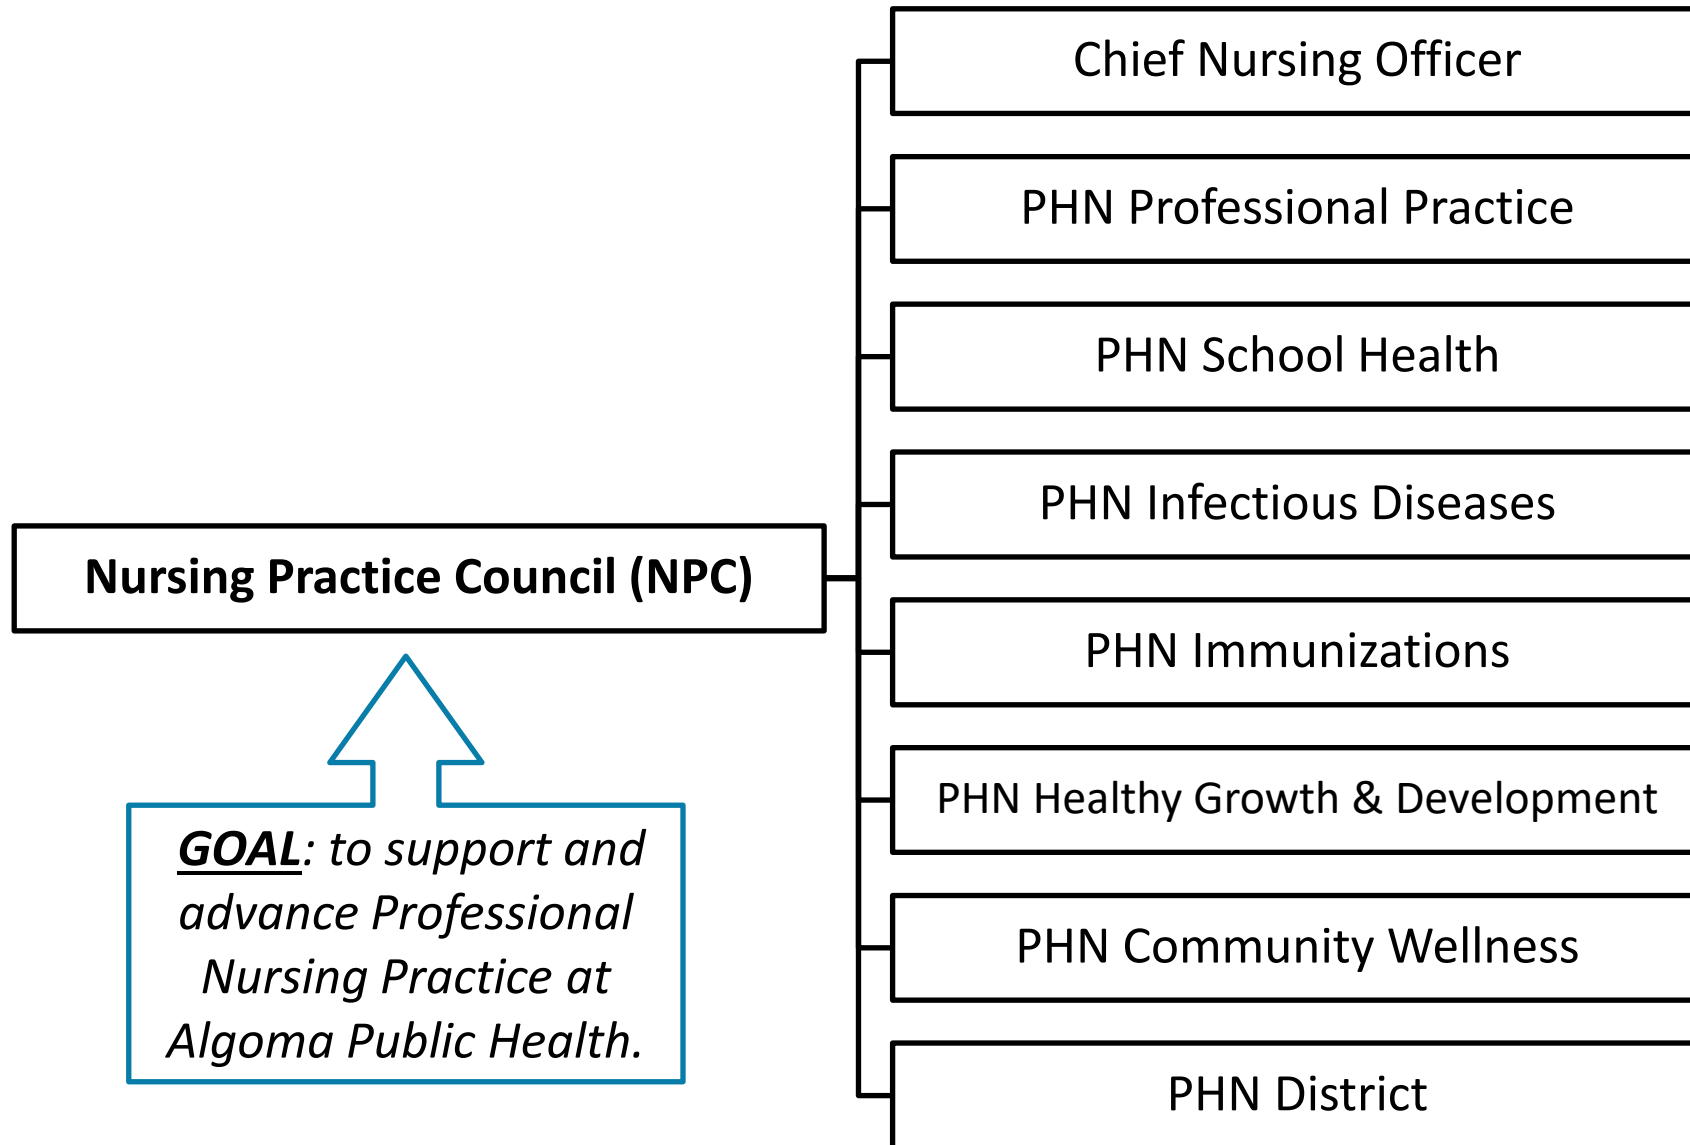 Chief Nursing Officer
PHN Professional Practice
PHN School Health
PHN Infectious Diseases
Nursing Practice Council (NPC)
PHN Immunizations
PHN Healthy Growth & Development
GOAL: to support and
advance Professional
Nursing Practice at
Algoma Public Health.
PHN Community Wellness
PHN District